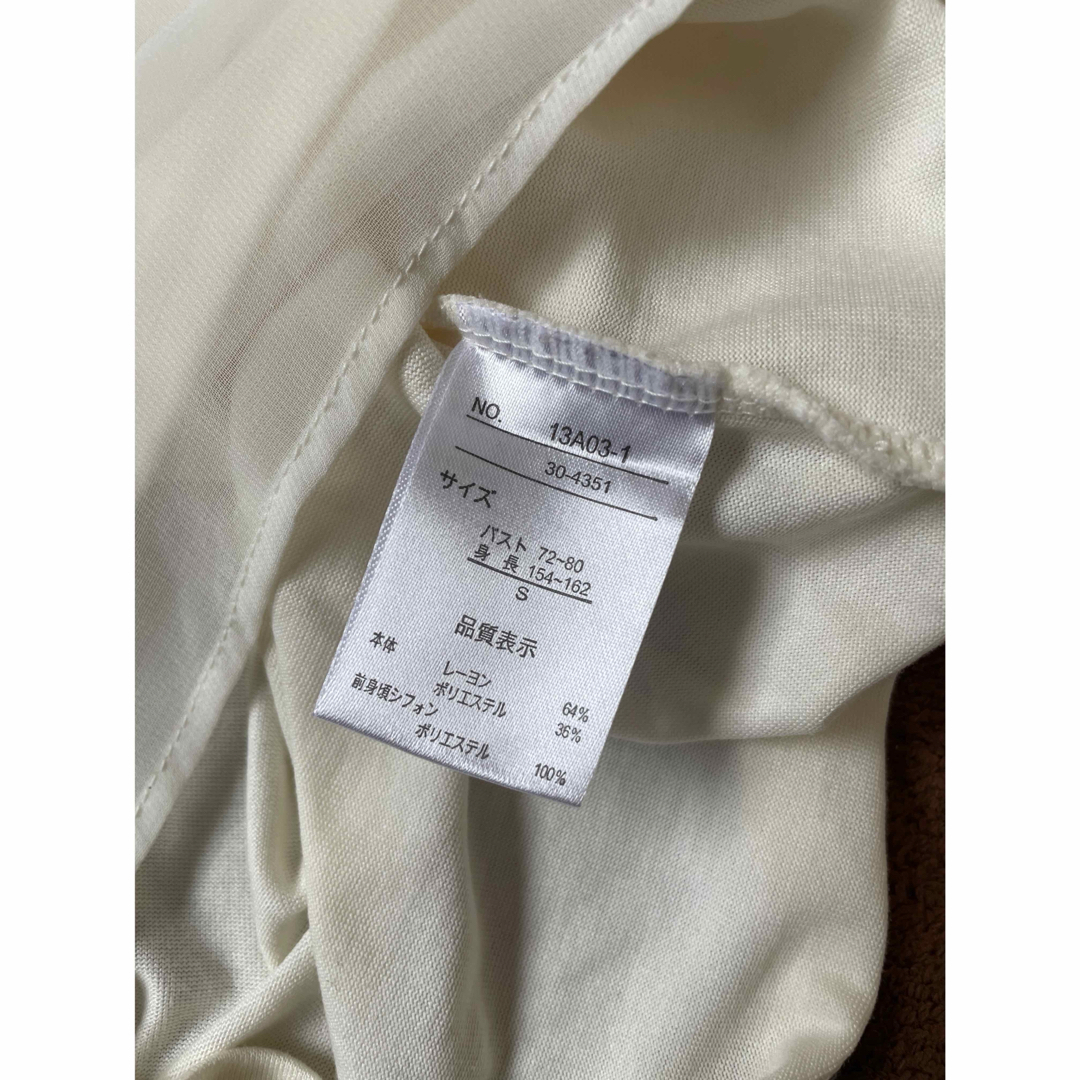 NO. 13A03-1
30-4351
サイズ
バスト 72~80
身長 154~162
S
品質表示
本体 レーヨン 64%
ポリエステル 36%
前身頃シフォン
ポリエステル 100%